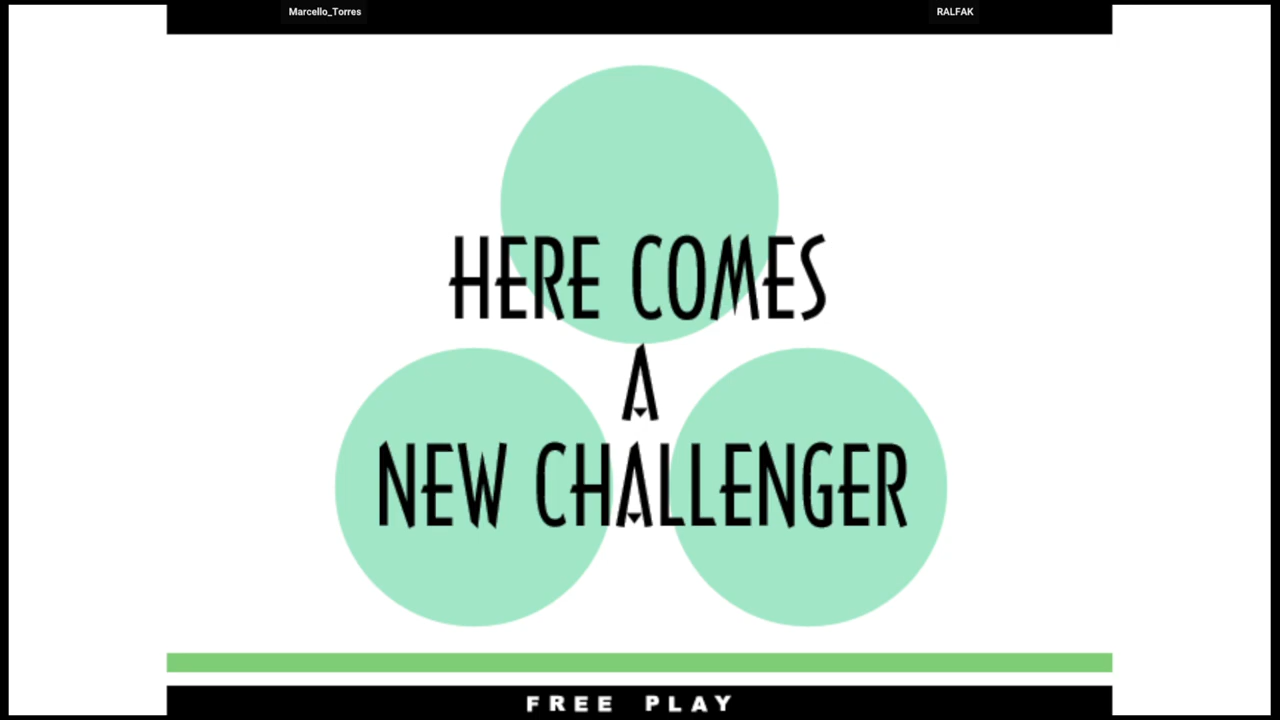 Marcello_Torres
RALFAK
HERE COMES
A
NEW CHALLENGER
FREE PLAY